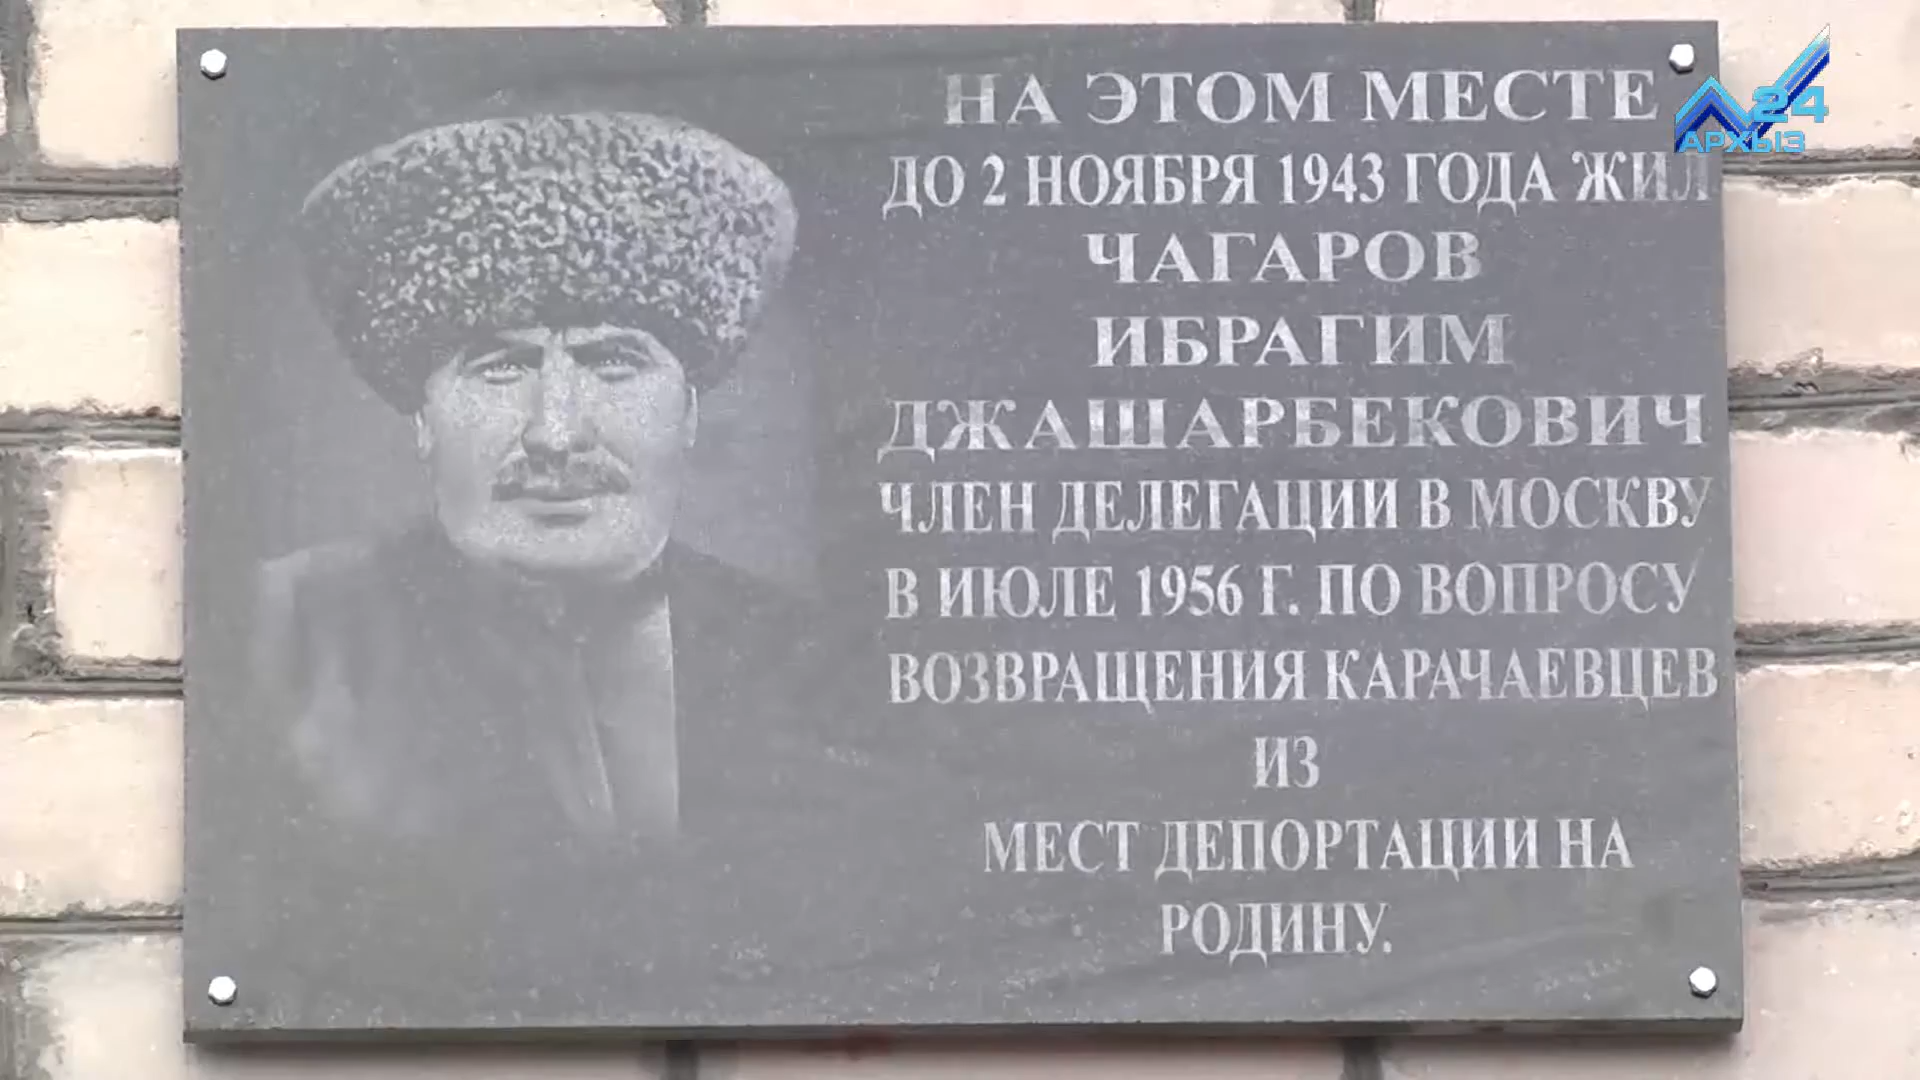 НА ЭТОМ МЕСТЕ
ДО 2 НОЯБРЯ 1943 ГОДА ЖИЛ
ЧАГАРОВ
ИБРАГИМ
ДЖАШАРБЕКОВИЧ
ЧЛЕН ДЕЛЕГАЦИИ В МОСКВУ
В ИЮЛЕ 1956 Г. ПО ВОПРОСУ
ВОЗВРАЩЕНИЯ КАРАЧАЕВЦЕВ
ИЗ
МЕСТ ДЕПОРТАЦИИ НА
РОДИНУ.
24
АРХЫЗ